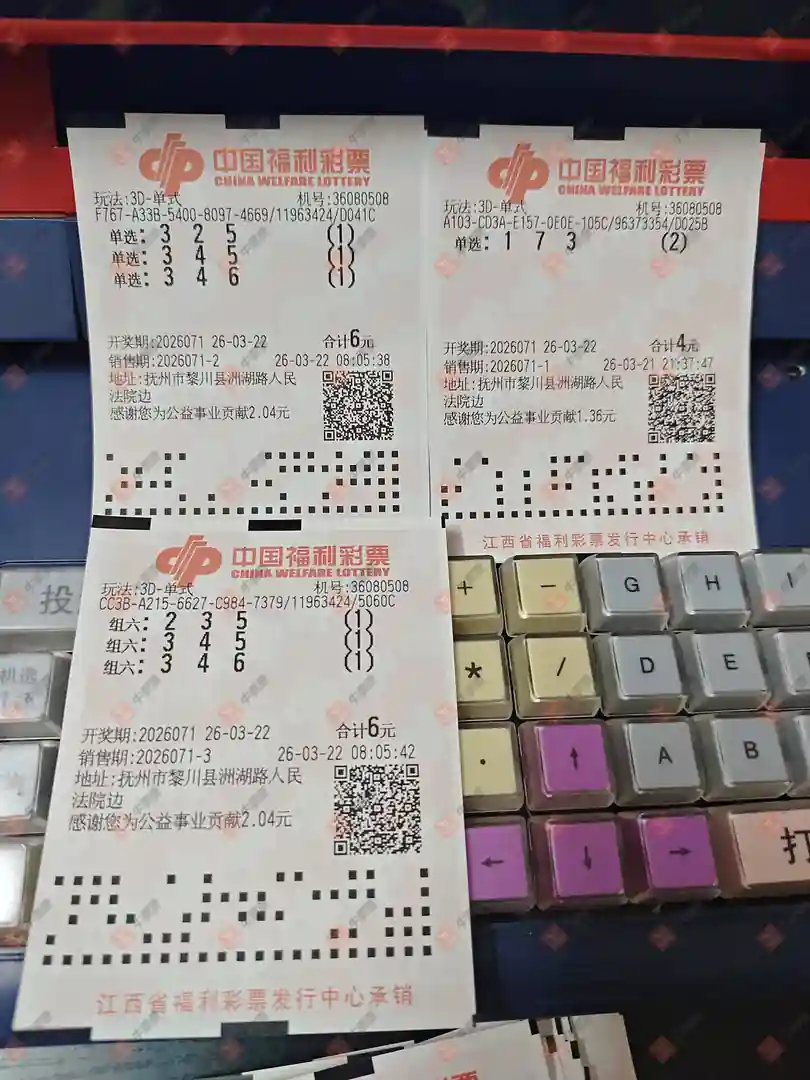 中国福利彩票
CHINA WELFARE LOTTERY
玩法:3D-单式 机号:36080508
F767-A33B-5400-8097-4669/11963424/D041C
单选: 3 2 5 (1)
单选: 3 4 5 (1)
单选: 3 4 6 (1)
开奖期:2026071 26-03-22 合计6元
销售期:2026071-2 26-03-22 08:05:38
地址:抚州市黎川县洲湖路人民
法院边
感谢您为公益事业贡献2.04元
中国福利彩票
CHINA WELFARE LOTTERY
玩法:3D-单式 机号:36080508
A103-CD3A-E157-0E0E-105C/96373354/D025B
单选: 1 7 3 (2)
开奖期:2026071 26-03-22 合计4元
销售期:2026071-1 26-03-21 21:37:47
地址:抚州市黎川县洲湖路人民
法院边
感谢您为公益事业贡献1.36元
江西省福利彩票发行中心承销
中国福利彩票
CHINA WELFARE LOTTERY
玩法:3D-单式 机号:36080508
CC3B-A215-6627-C984-7379/11963424/5060C
组六: 2 3 5 (1)
组六: 3 4 5 (1)
组六: 3 4 6 (1)
开奖期:2026071 26-03-22 合计6元
销售期:2026071-3 26-03-22 08:05:42
地址:抚州市黎川县洲湖路人民
法院边
感谢您为公益事业贡献2.04元
江西省福利彩票发行中心承销
投
+ - G H I
机选
* / D E
. ↑ A B
← ↓ → 打